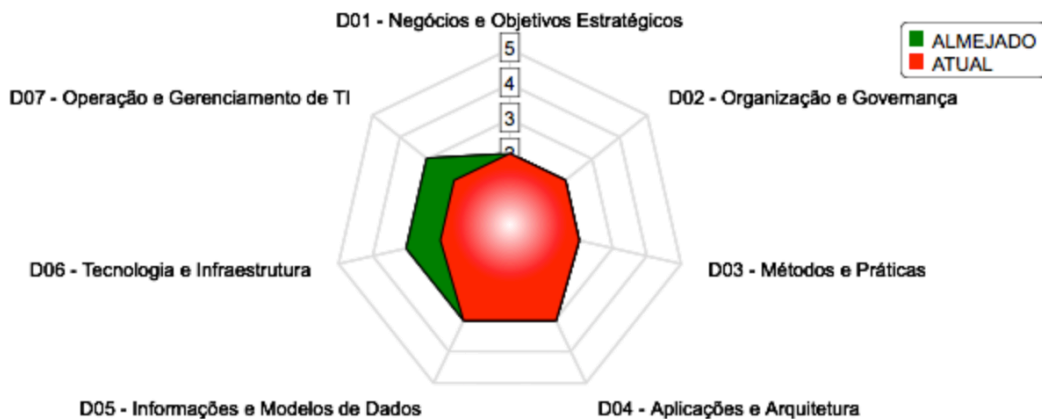 D01 - Negócios e Objetivos Estratégicos
5
ALMEJADO
ATUAL
4
D07 - Operação e Gerenciamento de TI
D02 - Organização e Governança
3
2
D06 - Tecnologia e Infraestrutura
D03 - Métodos e Práticas
D05 - Informações e Modelos de Dados
D04 - Aplicações e Arquitetura